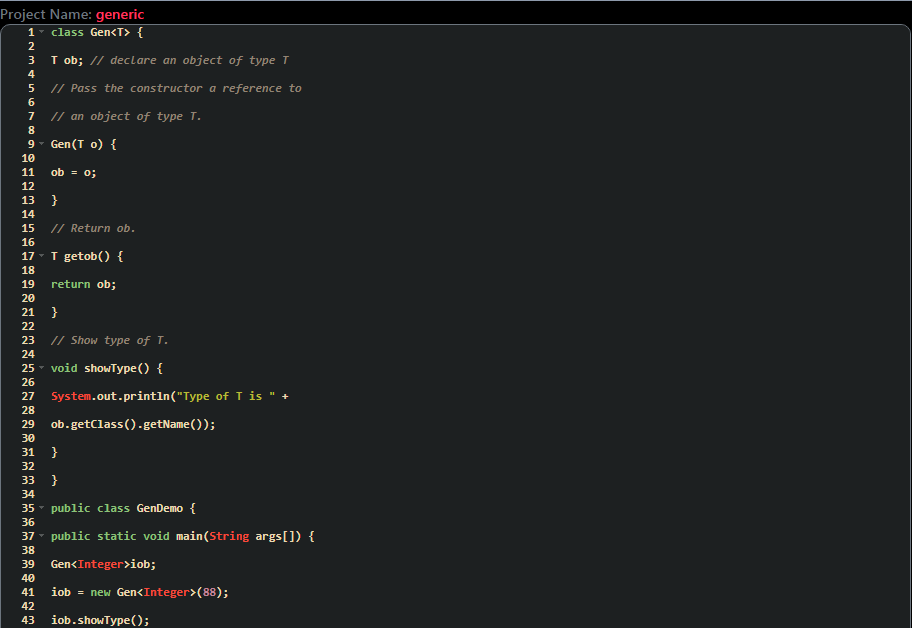 Project Name: generic
1 class Gen<T> {
2
3 T ob; // declare an object of type T
4
5 // Pass the constructor a reference to
6
7 // an object of type T.
8
9 Gen(T o) {
10
11 ob = o;
12
13 }
14
15 // Return ob.
16
17 T getob() {
18
19 return ob;
20
21 }
22
23 // Show type of T.
24
25 void showType() {
26
27 System.out.println("Type of T is " +
28
29 ob.getClass().getName());
30
31 }
32
33 }
34
35 public class GenDemo {
36
37 public static void main(String args[]) {
38
39 Gen<Integer>iob;
40
41 iob = new Gen<Integer>(88);
42
43 iob.showType();